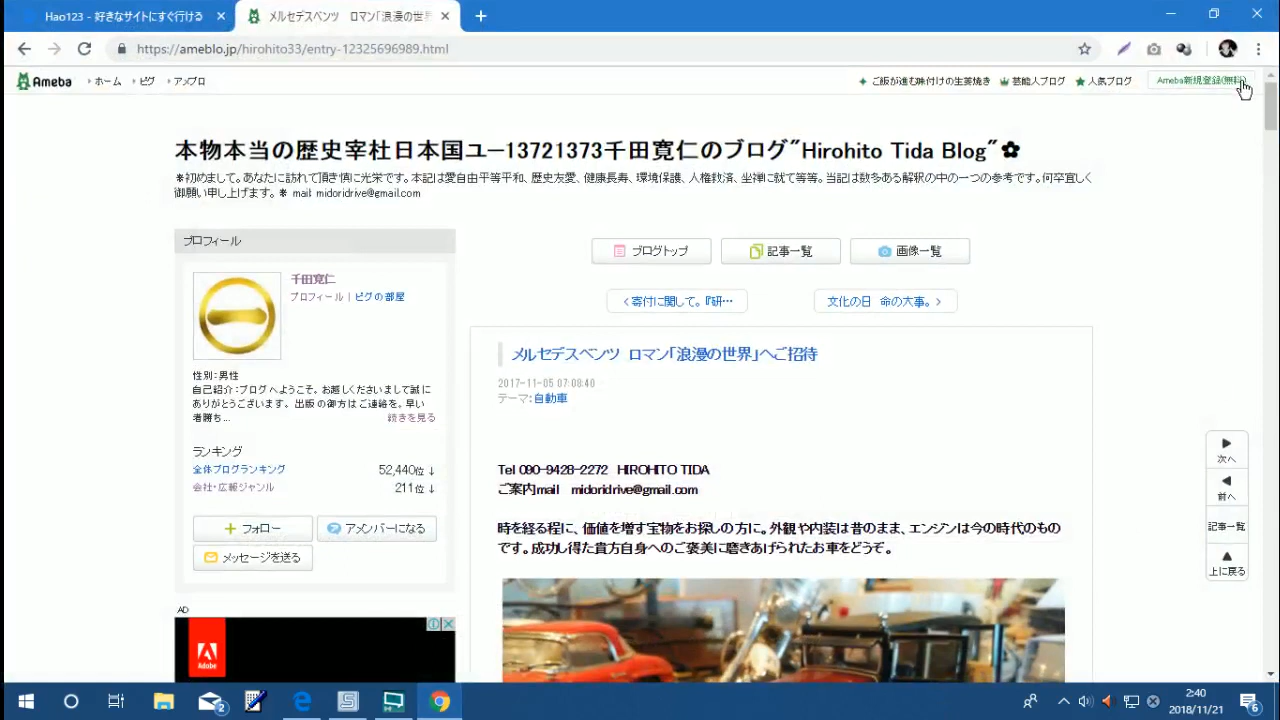 Hao123 - 好きなサイトにすぐ行ける
メルセデスベンツ ロマン「浪漫の世界
https://ameblo.jp/hirohito33/entry-12325696989.html
Ameba
ホーム
ピグ
アメブロ
ご飯が進む味付けの生姜焼き
芸能人ブログ
人気ブログ
Ameba新規登録(無料)
本物本当の歴史宰社日本国ユー13721373千田寛仁のブログ"Hirohito Tida Blog"✿
*初めまして。あなたに訪れて頂き慎に光栄です。本記は愛自由平等平和、歴史友愛、健康長寿、環境保護、人権救済、坐禅に就て等等。当記は数多ある解釈の中の一つの参考です。何卒宜しく
御願い申し上げます。* mail: midoridrive@gmail.com
プロフィール
千田寛仁
プロフィール | ピグの部屋
性別：男性
自己紹介：ブログへようこそ。お越しくださいまして誠に
ありがとうございます。出版の御方はご連絡を。早い
者勝ち...
続きを見る
ランキング
全体ブログランキング 52,440位 ↓
会社・広報ジャンル 211位 ↓
フォロー
アメンバーになる
メッセージを送る
AD
Adobe
ブログトップ
記事一覧
画像一覧
寄付に関して。『研…
文化の日 命の大事。
メルセデスベンツ ロマン「浪漫の世界」へご招待
2017-11-05 07:08:40
テーマ：自動車
Tel 090-9428-2272 HIROHITO TIDA
ご案内mail midoridrive@gmail.com
時を経る程に、価値を増す宝物をお探しの方に。外観や内装は昔のまま、エンジンは今の時代のもの
です。成功し得た貴方自身へのご褒美に磨きあげられたお車をどうぞ。
次へ
前へ
記事一覧
上に戻る
2
2:40
2018/11/21
6